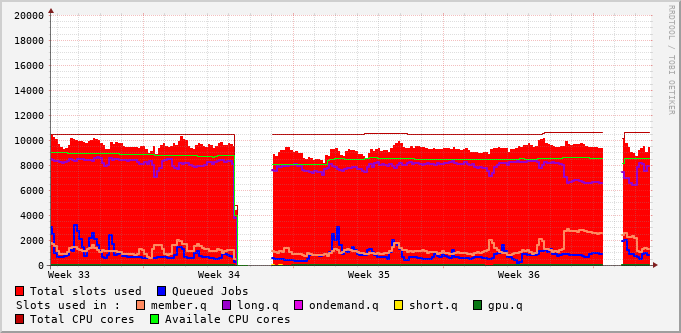 20000
18000
16000
14000
12000
10000
8000
6000
4000
2000
0
Week 33 Week 34 Week 35 Week 36
RRDTOOL / TOBI OETIKER
Total slots used Queued Jobs
Slots used in : member.q long.q ondemand.q short.q gpu.q
Total CPU cores Availale CPU cores